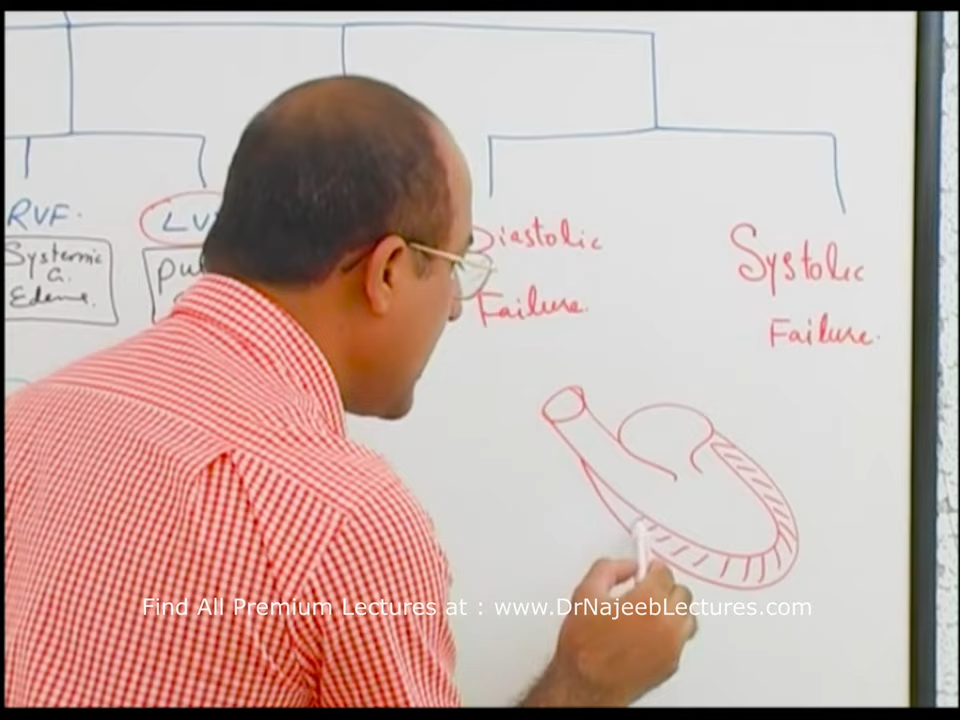 RVF.
LV
Systemic
G.
Edema.
Pul
Diastolic
Failure.
Systolic
Failure.
Find All Premium Lectures at : www.DrNajeebLectures.com